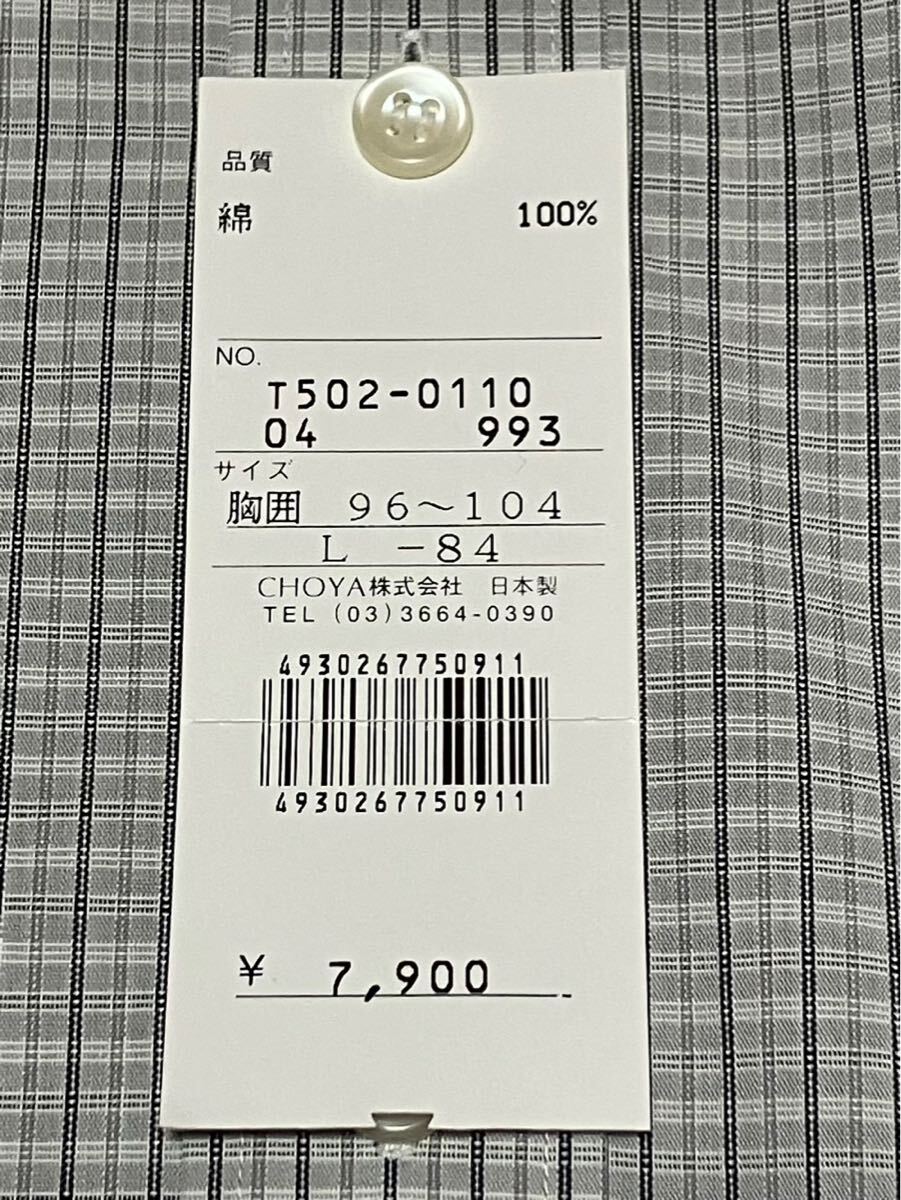 品質
綿 100%
NO.
T502-0110
04 993
サイズ
胸囲 96~104
L -84
CHOYA株式会社 日本製
TEL (03)3664-0390
4930267750911
4930267750911
¥ 7,900